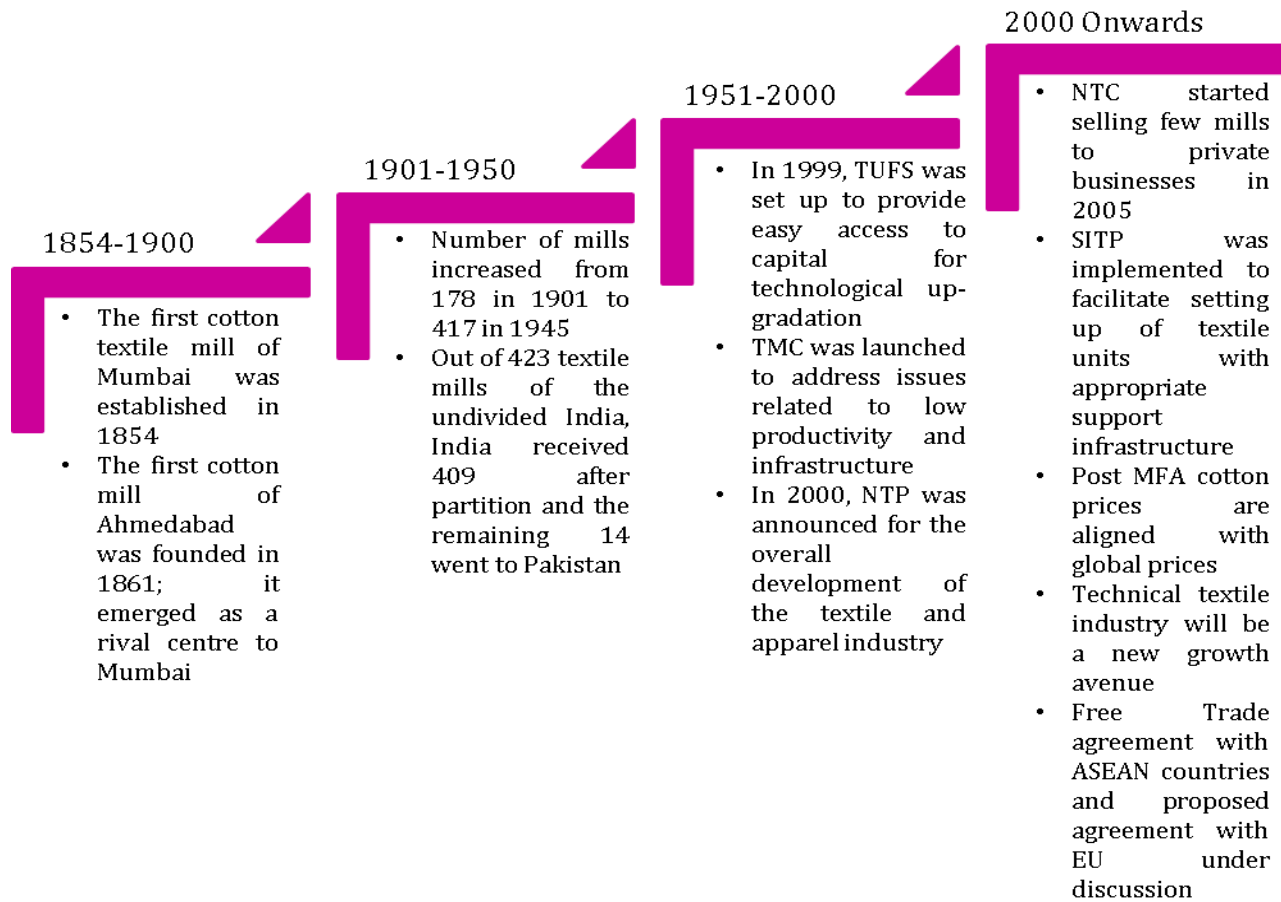 1854-1900
• The first cotton
textile mill of
Mumbai was
established in
1854
• The first cotton
mill of
Ahmedabad
was founded in
1861; it
emerged as a
rival centre to
Mumbai
1901-1950
• Number of mills
increased from
178 in 1901 to
417 in 1945
• Out of 423 textile
mills of the
undivided India,
India received
409 after
partition and the
remaining 14
went to Pakistan
1951-2000
• In 1999, TUFS was
set up to provide
easy access to
capital for
technological up-
gradation
• TMC was launched
to address issues
related to low
productivity and
infrastructure
• In 2000, NTP was
announced for the
overall
development of
the textile and
apparel industry
2000 Onwards
• NTC started
selling few mills
to private
businesses in
2005
• SITP was
implemented to
facilitate setting
up of textile
units with
appropriate
support
infrastructure
• Post MFA cotton
prices are
aligned with
global prices
• Technical textile
industry will be
a new growth
avenue
• Free Trade
agreement with
ASEAN countries
and proposed
agreement with
EU under
discussion